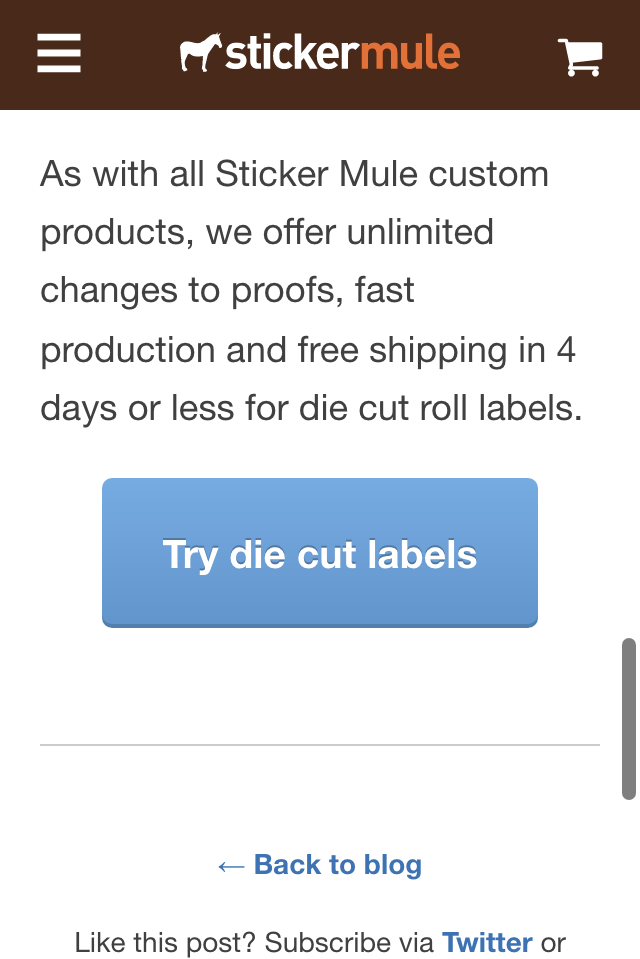 stickermule
As with all Sticker Mule custom
products, we offer unlimited
changes to proofs, fast
production and free shipping in 4
days or less for die cut roll labels.
Try die cut labels
← Back to blog
Like this post? Subscribe via Twitter or